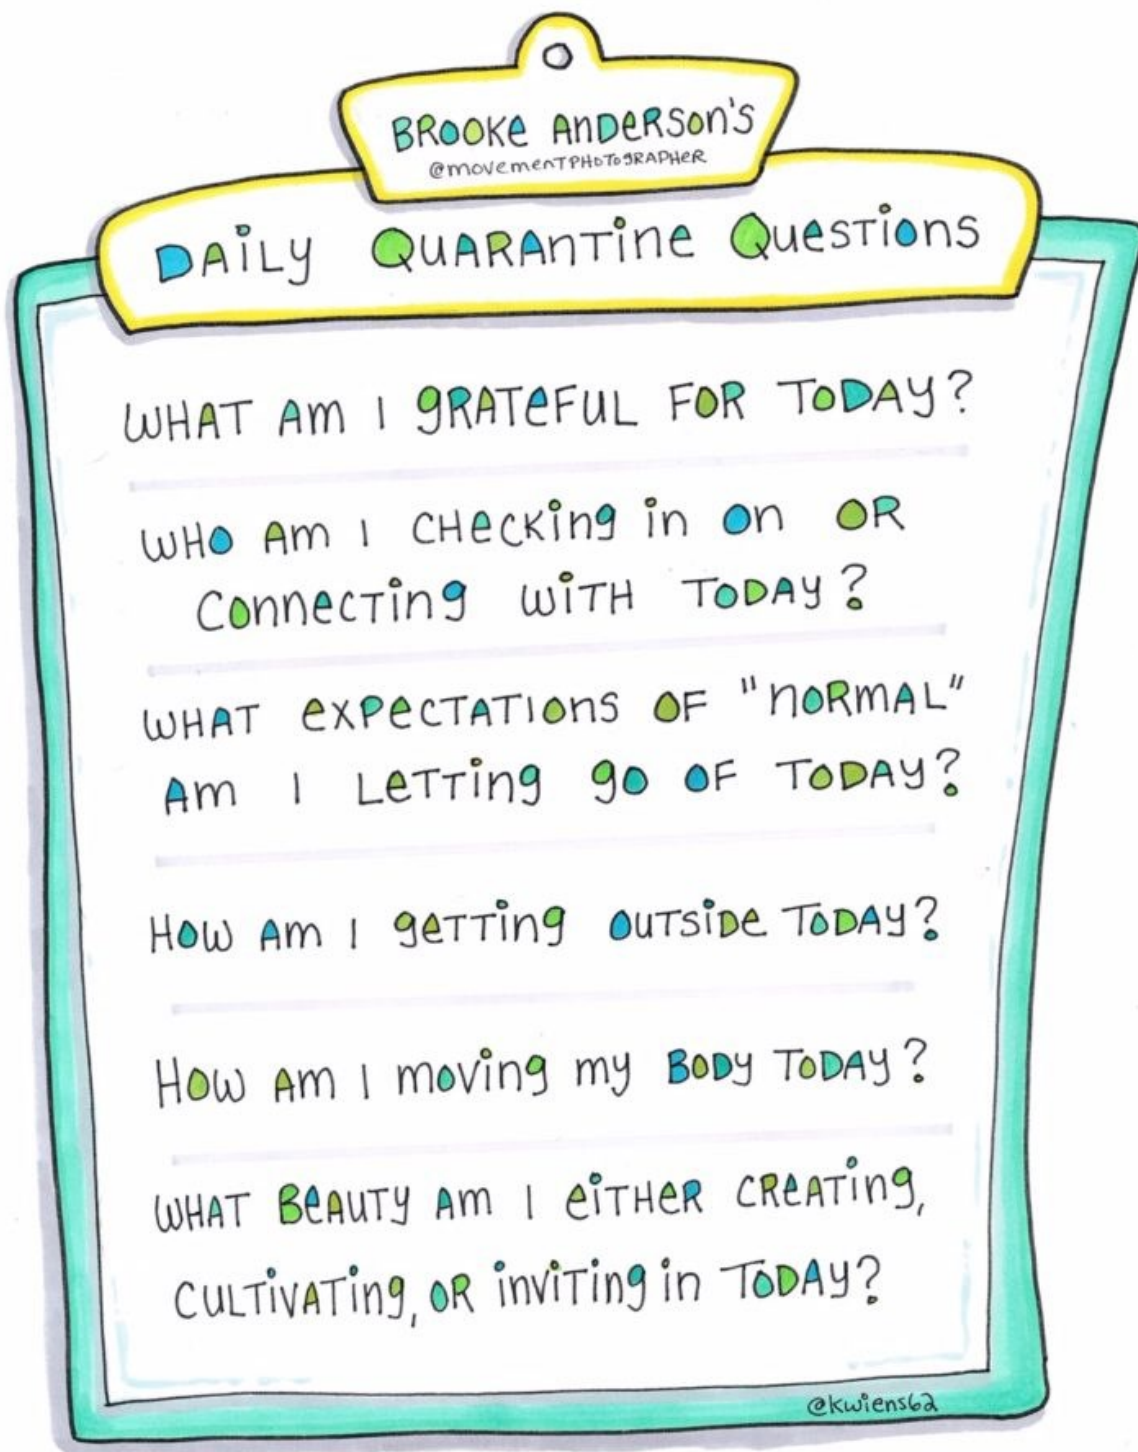 BROOKE ANDERSON'S
@MOVEMENTPHOTOGRAPHER
DAILY QUARANTINE QUESTIONS
WHAT AM I GRATEFUL FOR TODAY?
WHO AM I CHECKING IN ON OR
CONNECTING WITH TODAY?
WHAT EXPECTATIONS OF "NORMAL"
AM I LETTING GO OF TODAY?
HOW AM I GETTING OUTSIDE TODAY?
HOW AM I MOVING MY BODY TODAY?
WHAT BEAUTY AM I EITHER CREATING,
CULTIVATING, OR INVITING IN TODAY?
@kwiens62